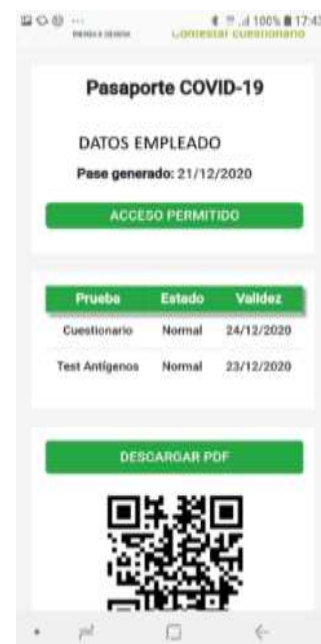 100% 17:43
Contestar cuestionario
Pasaporte COVID-19
DATOS EMPLEADO
Pase generado: 21/12/2020
ACCESO PERMITIDO
Prueba Estado Validez
Cuestionario Normal 24/12/2020
Test Antígenos Normal 23/12/2020
DESCARGAR PDF